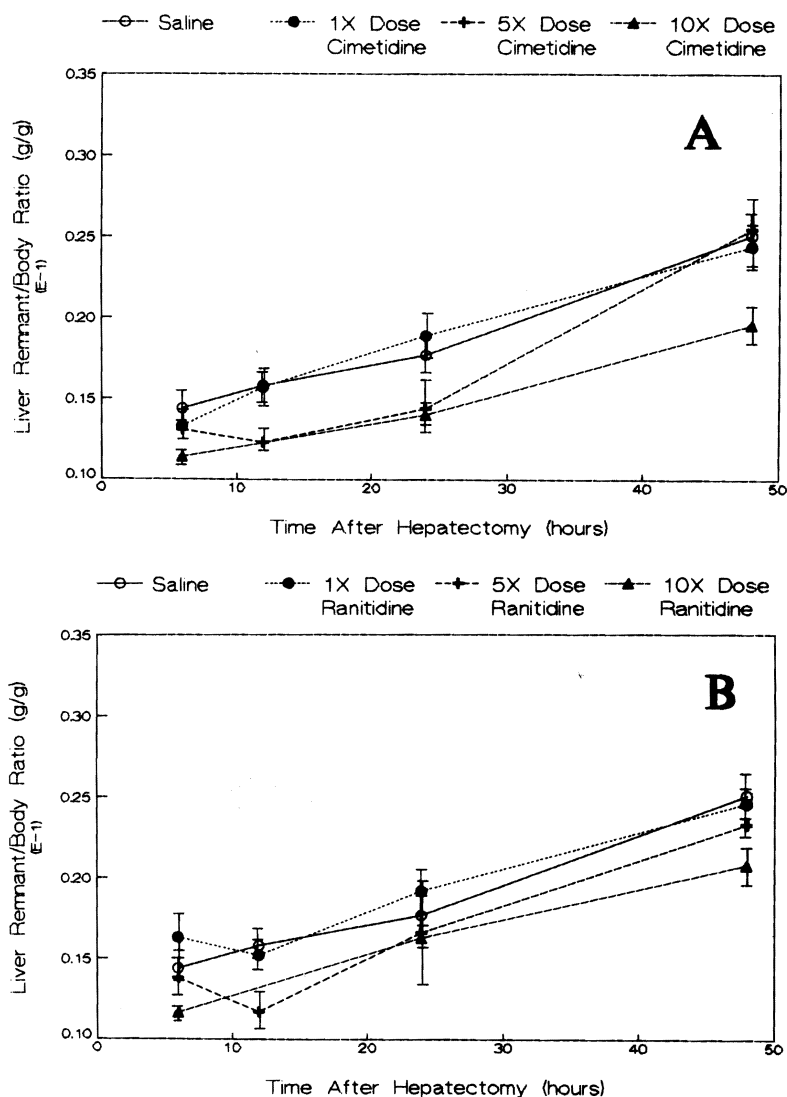 Saline 1X Dose Cimetidine 5X Dose Cimetidine 10X Dose Cimetidine
A
Liver Remnant/Body Ratio (g/g)
(E-1)
0.35
0.30
0.25
0.20
0.15
0.10
0 10 20 30 40 50
Time After Hepatectomy (hours)
Saline 1X Dose Ranitidine 5X Dose Ranitidine 10X Dose Ranitidine
B
Liver Remnant/Body Ratio (g/g)
(E-1)
0.35
0.30
0.25
0.20
0.15
0.10
0 10 20 30 40 50
Time After Hepatectomy (hours)